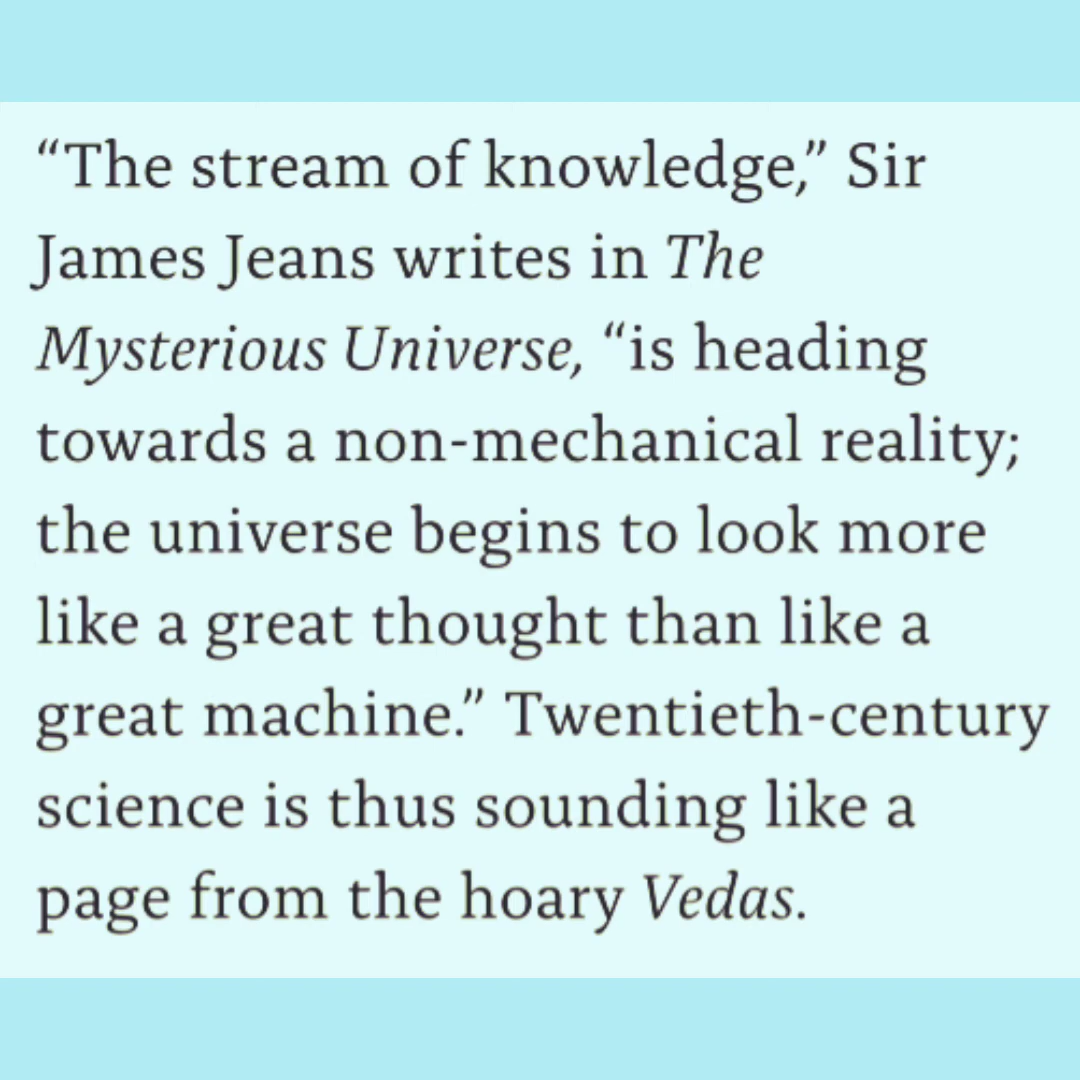 “The stream of knowledge,” Sir
James Jeans writes in The
Mysterious Universe, “is heading
towards a non-mechanical reality;
the universe begins to look more
like a great thought than like a
great machine.” Twentieth-century
science is thus sounding like a
page from the hoary Vedas.